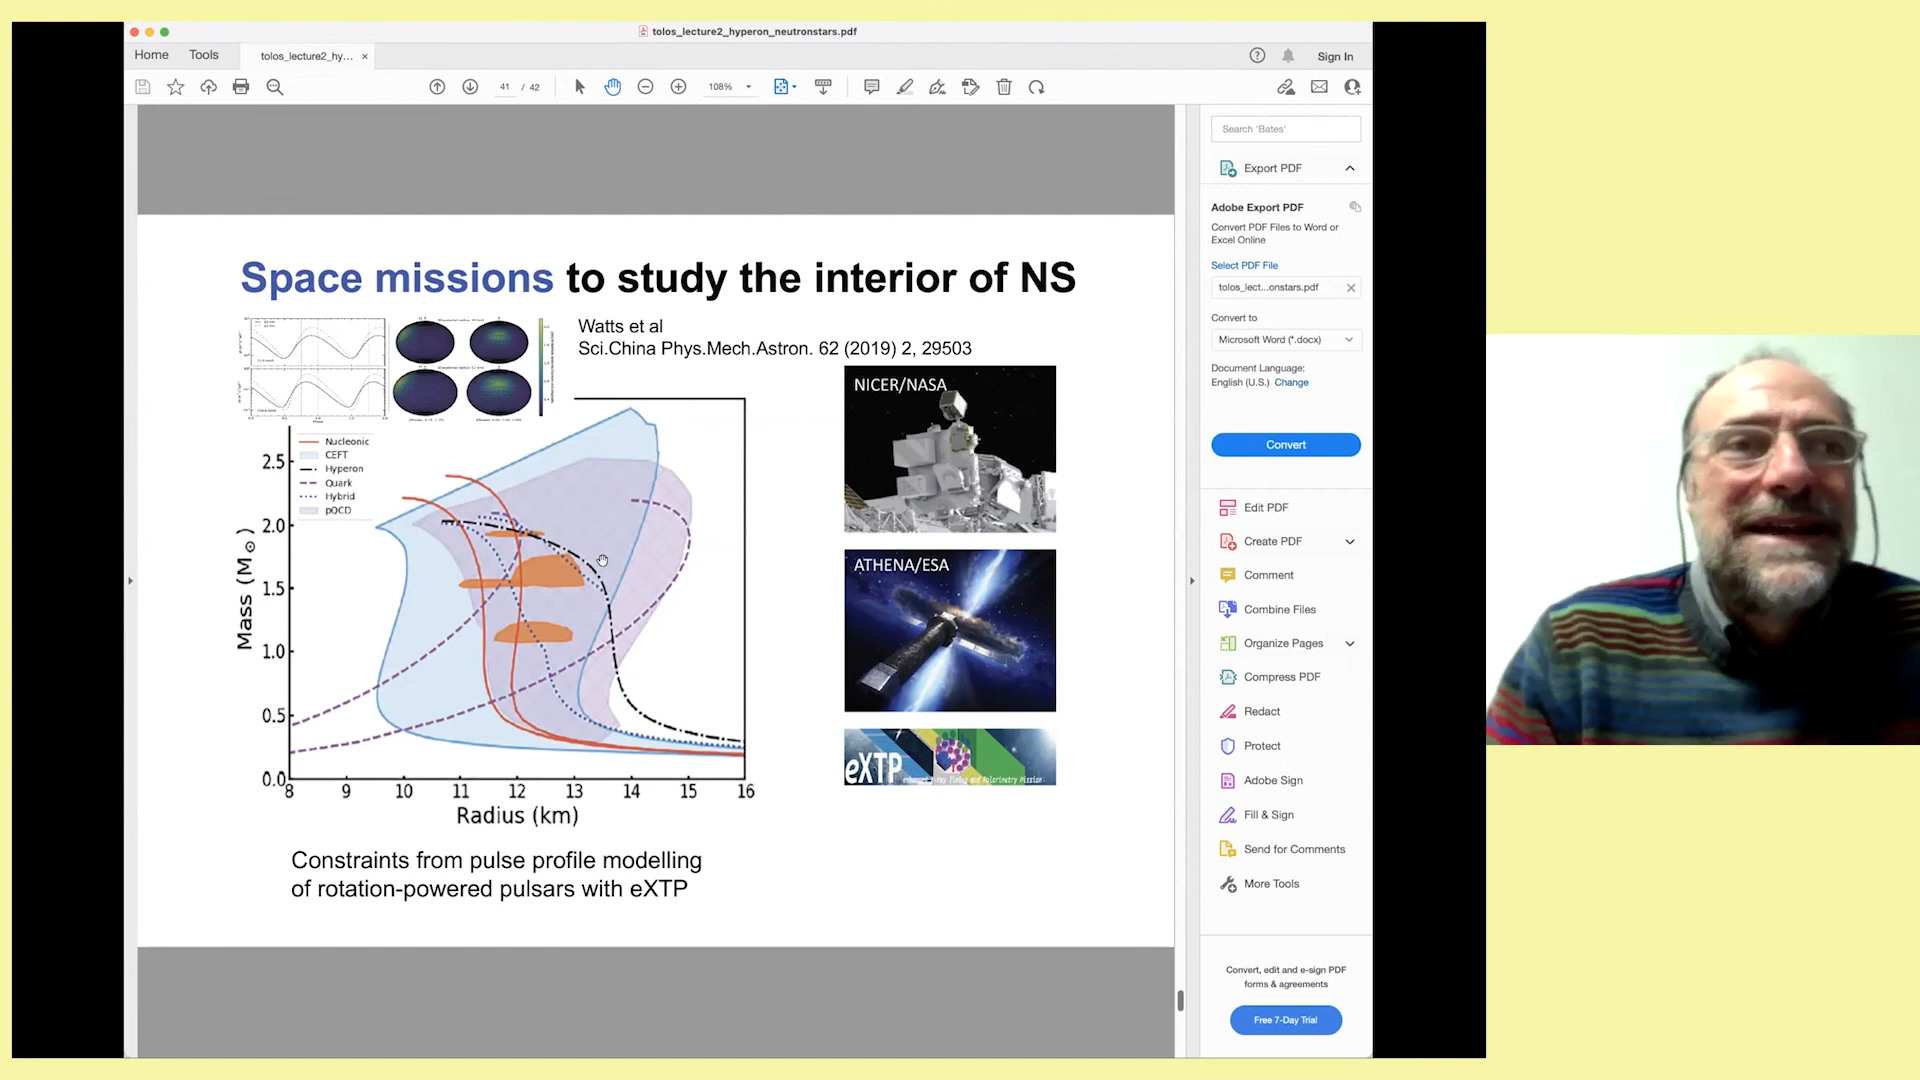 tolos_lecture2_hyperon_neutronstars.pdf
Home
Tools
tolos_lecture2_hy...
×
Sign In
41 / 42
108%
Search 'Bates'
Export PDF
Adobe Export PDF
Convert PDF Files to Word or
Excel Online
Select PDF File
tolos_lect...onstars.pdf
Convert to
Microsoft Word (*.docx)
Document Language:
English (U.S.) Change
Convert
Edit PDF
Create PDF
Comment
Combine Files
Organize Pages
Compress PDF
Redact
Protect
Adobe Sign
Fill & Sign
Send for Comments
More Tools
Convert, edit and e-sign PDF
forms & agreements
Free 7-Day Trial
Space missions to study the interior of NS
Watts et al
Sci.China Phys.Mech.Astron. 62 (2019) 2, 29503
NICER/NASA
ATHENA/ESA
eXTP
enhanced X-ray Timing and Polarimetry Mission
Nucleonic
CEFT
Hyperon
Quark
Hybrid
pQCD
Mass (M⊙)
2.5
2.0
1.5
1.0
0.5
0.0
8 9 10 11 12 13 14 15 16
Radius (km)
Constraints from pulse profile modelling
of rotation-powered pulsars with eXTP